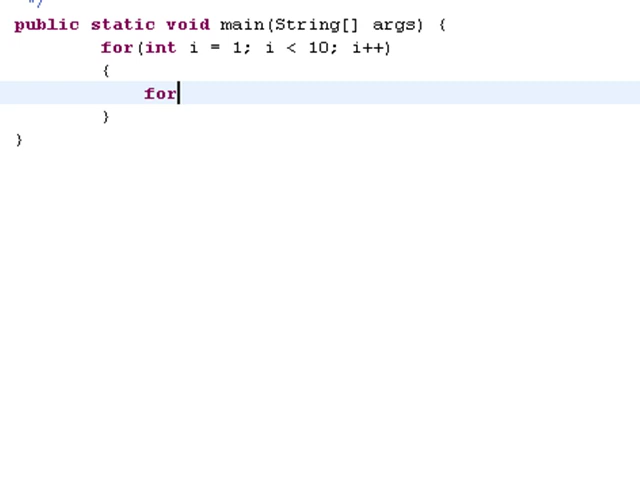 */
public static void main(String[] args) {
for(int i = 1; i < 10; i++)
{
for
}
}